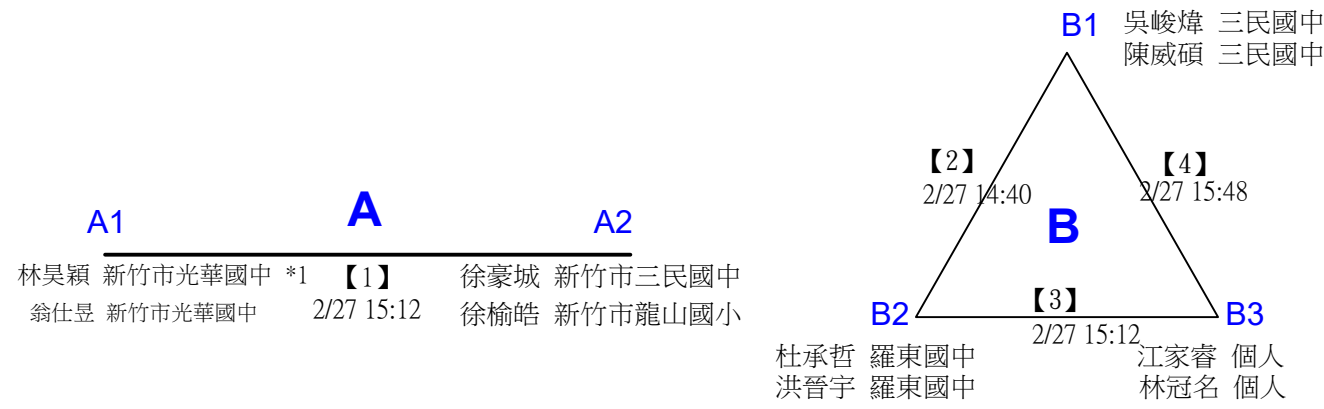 B1 吳峻煒 三民國中
陳威碩 三民國中
【2】
2/27 14:40
【4】
2/27 15:48
A
A1
A2
B
林昊穎 新竹市光華國中 *1
【1】
徐豪城 新竹市三民國中
翁仕昱 新竹市光華國中
2/27 15:12
徐榆皓 新竹市龍山國小
B2
【3】
B3
2/27 15:12
杜承哲 羅東國中
江家睿 個人
洪晉宇 羅東國中
林冠名 個人